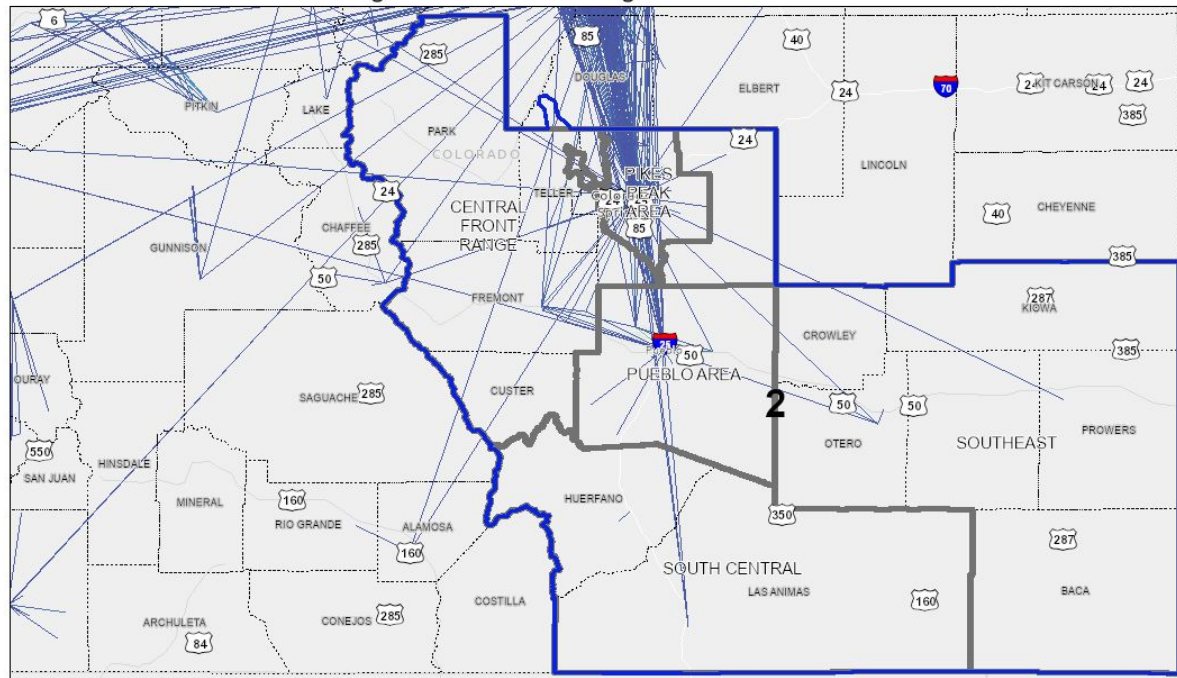 6
85
40
285
DOUGLAS
24
KIT CARSON
24
24
70
ELBERT
24
385
PITKIN
LAKE
PARK
COLORADO
24
LINCOLN
PIKES
PEAK
AREA
24
TELLER
CENTRAL
FRONT
RANGE
40
CHEYENNE
85
CHAFFEE
285
GUNNISON
385
50
FREMONT
287
KIOWA
CROWLEY
25
50
385
PUEBLO AREA
OURAY
CUSTER
SAGUACHE
285
2
50
50
PROWERS
OTERO
SOUTHEAST
550
SAN JUAN
HINSDALE
MINERAL
160
RIO GRANDE
HUERFANO
ALAMOSA
350
160
287
SOUTH CENTRAL
LAS ANIMAS
BACA
COSTILLA
160
ARCHULETA
CONEJOS
285
84